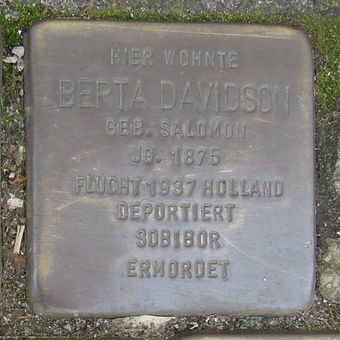 HIER WOHNTE
BERTA DAVIDSON
GEB. SALOMON
JG. 1875
FLUCHT 1937 HOLLAND
DEPORTIERT
SOBIBOR
ERMORDET